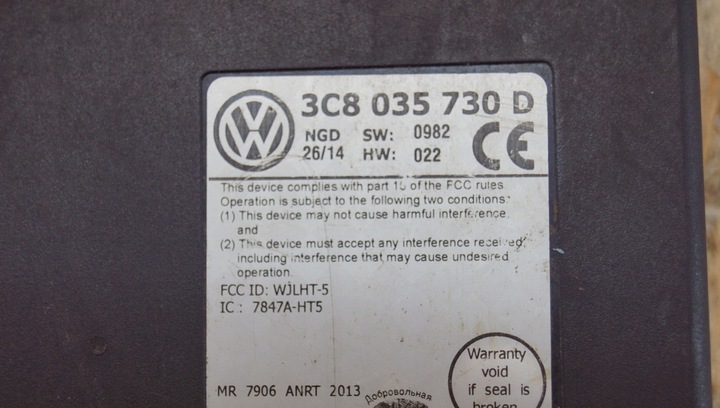 3C8 035 730 D
NGD SW: 0982
26/14 HW: 022
CE
This device complies with part 15 of the FCC rules
Operation is subject to the following two conditions:
(1) This device may not cause harmful interference,
and
(2) This device must accept any interference received,
including interference that may cause undesired
operation.
FCC ID: WJLHT-5
IC : 7847A-HT5
MR 7906 ANRT 2013
Добровольная
Warranty
void
if seal is
broken